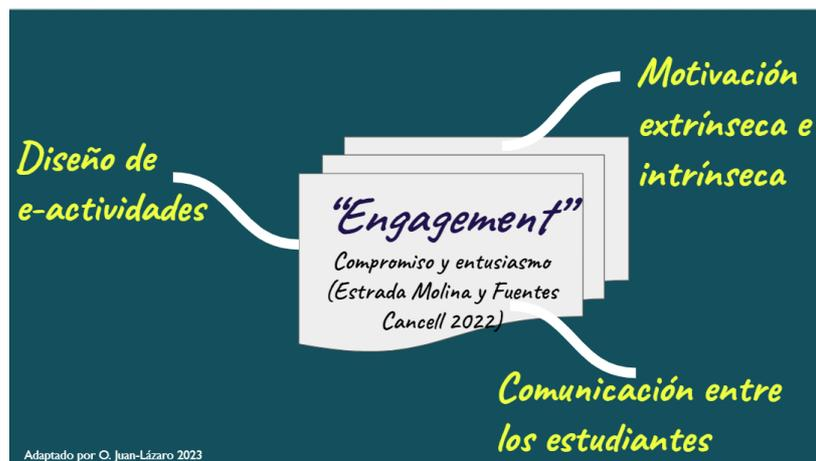 Motivación
extrínseca e
intrínseca
Diseño de
e-actividades
“Engagement”
Compromiso y entusiasmo
(Estrada Molina y Fuentes
Cancell 2022)
Comunicación entre
los estudiantes
Adaptado por O. Juan-Lázaro 2023